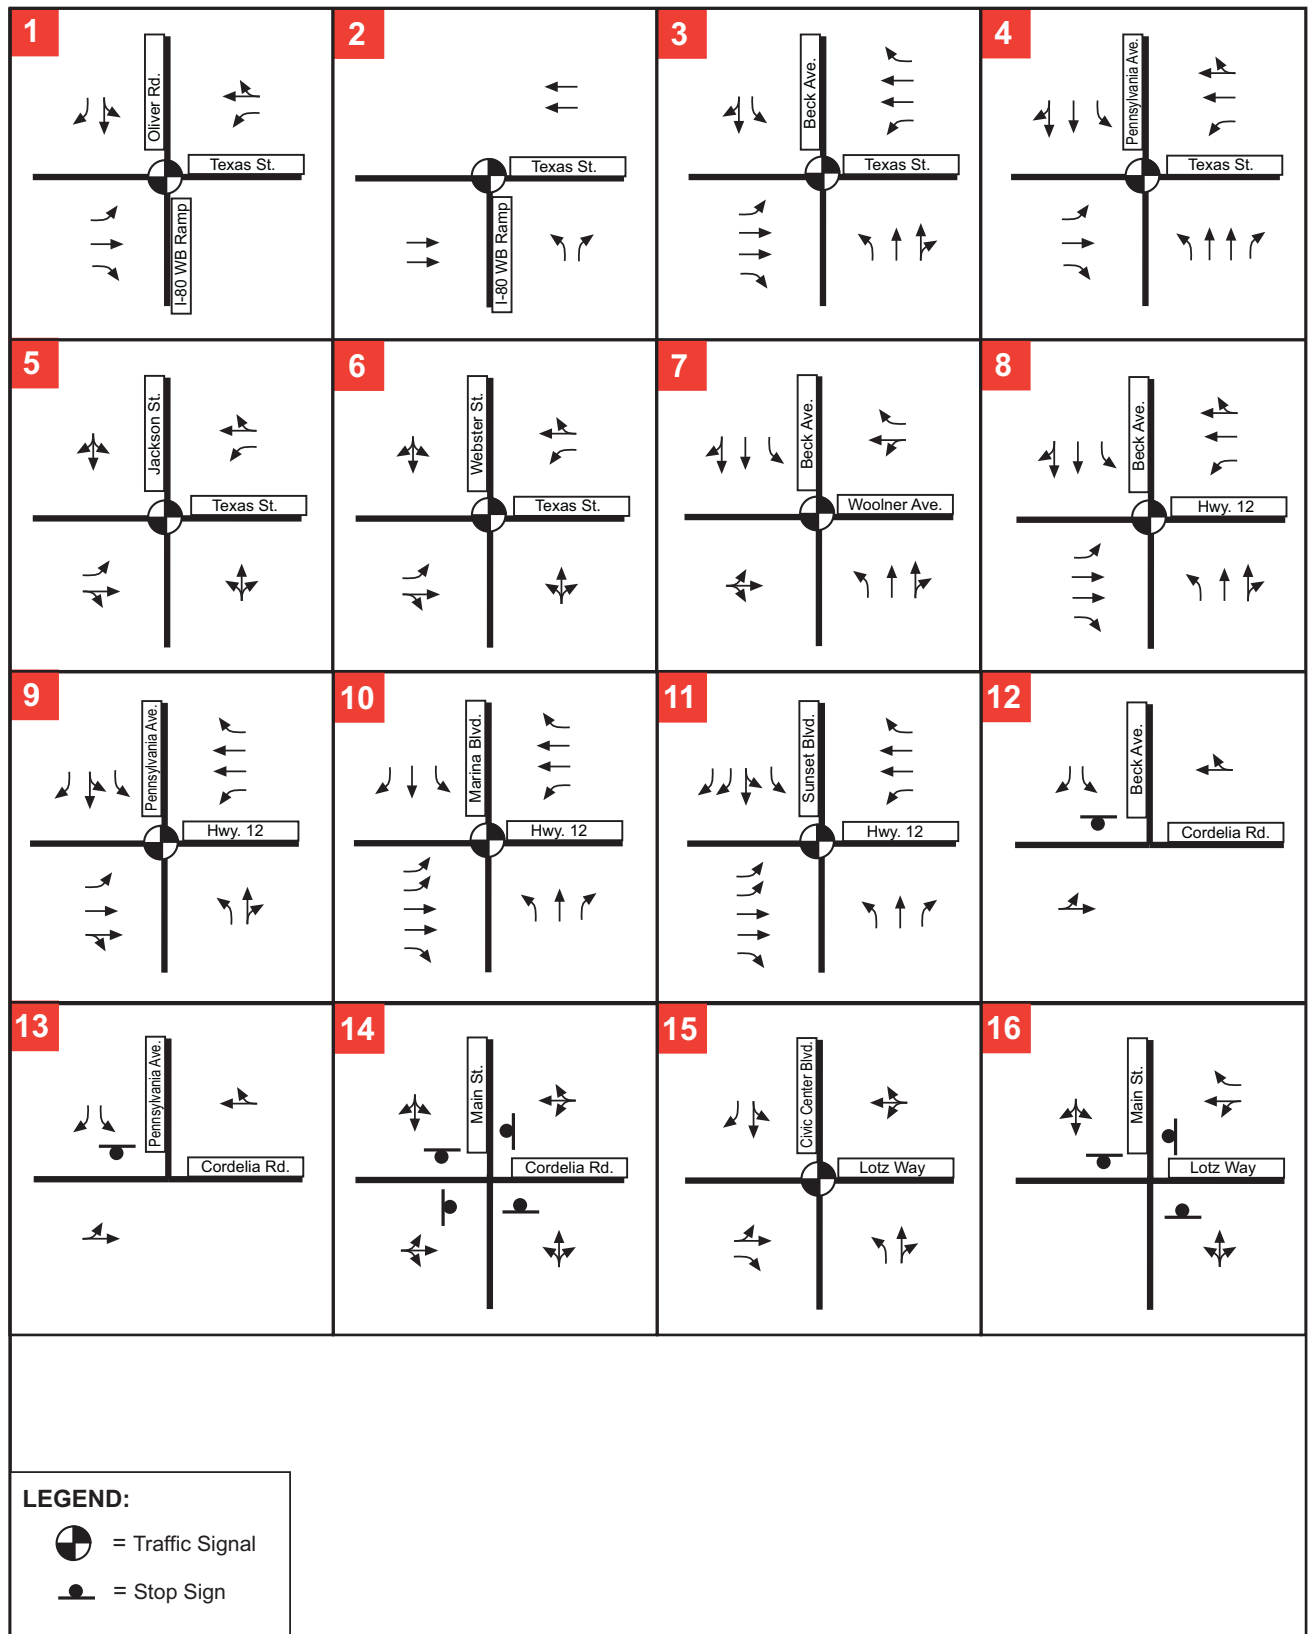 1
Oliver Rd.
Texas St.
I-80 WB Ramp
2
Texas St.
I-80 WB Ramp
3
Beck Ave.
Texas St.
4
Pennsylvania Ave.
Texas St.
5
Jackson St.
Texas St.
6
Webster St.
Texas St.
7
Beck Ave.
Woolner Ave.
8
Beck Ave.
Hwy. 12
9
Pennsylvania Ave.
Hwy. 12
10
Marina Blvd.
Hwy. 12
11
Sunset Blvd.
Hwy. 12
12
Beck Ave.
Cordelia Rd.
13
Pennsylvania Ave.
Cordelia Rd.
14
Main St.
Cordelia Rd.
15
Civic Center Blvd.
Lotz Way
16
Main St.
Lotz Way
LEGEND:
= Traffic Signal
= Stop Sign